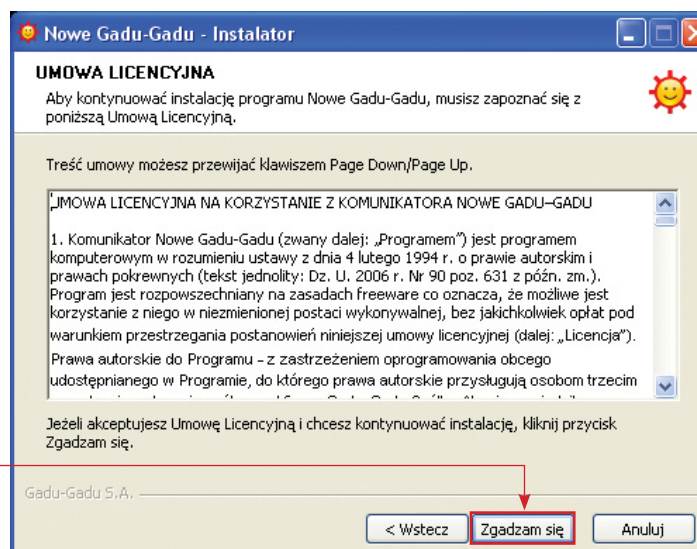 Nowe Gadu-Gadu - Instalator
UMOWA LICENCYJNA
Aby kontynuować instalację programu Nowe Gadu-Gadu, musisz zapoznać się z
poniższą Umową Licencyjną.
Treść umowy możesz przewijać klawiszem Page Down/Page Up.
UMOWA LICENCYJNA NA KORZYSTANIE Z KOMUNIKATORA NOWE GADU–GADU
1. Komunikator Nowe Gadu-Gadu (zwany dalej: „Programem”) jest programem
komputerowym w rozumieniu ustawy z dnia 4 lutego 1994 r. o prawie autorskim i
prawach pokrewnych (tekst jednolity: Dz. U. 2006 r. Nr 90 poz. 631 z późn. zm.).
Program jest rozpowszechniany na zasadach freeware co oznacza, że możliwe jest
korzystanie z niego w niezmienionej postaci wykonywalnej, bez jakichkolwiek opłat pod
warunkiem przestrzegania postanowień niniejszej umowy licencyjnej (dalej: „Licencja”).
Prawa autorskie do Programu – z zastrzeżeniem oprogramowania obcego
udostępnianego w Programie, do którego prawa autorskie przysługują osobom trzecim
Jeżeli akceptujesz Umowę Licencyjną i chcesz kontynuować instalację, kliknij przycisk
Zgadzam się.
Gadu-Gadu S.A.
< Wstecz
Zgadzam się
Anuluj